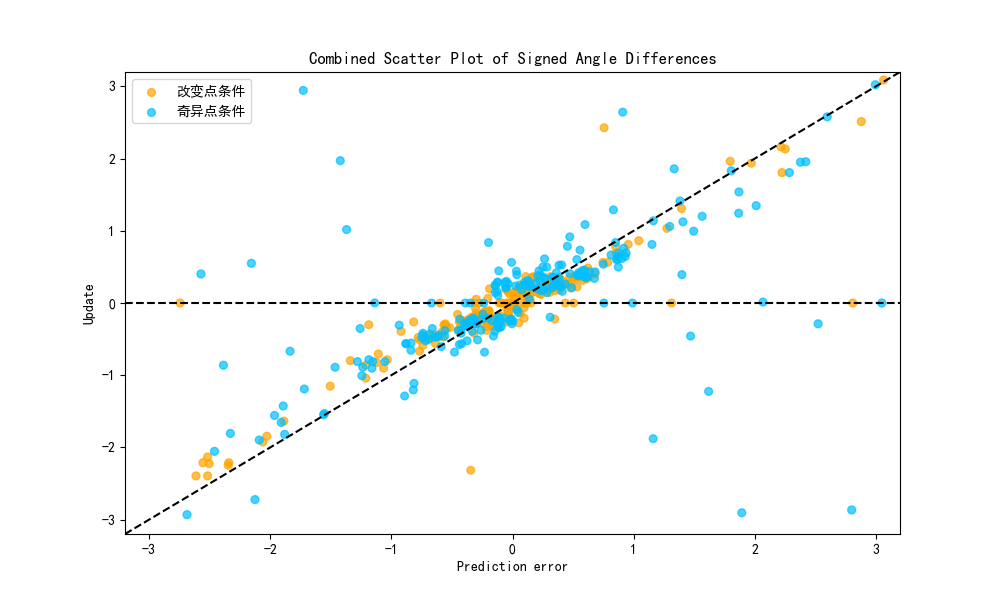 Combined Scatter Plot of Signed Angle Differences
改变点条件
奇异点条件
3
2
1
0
−1
−2
−3
Update
−3 −2 −1 0 1 2 3
Prediction error